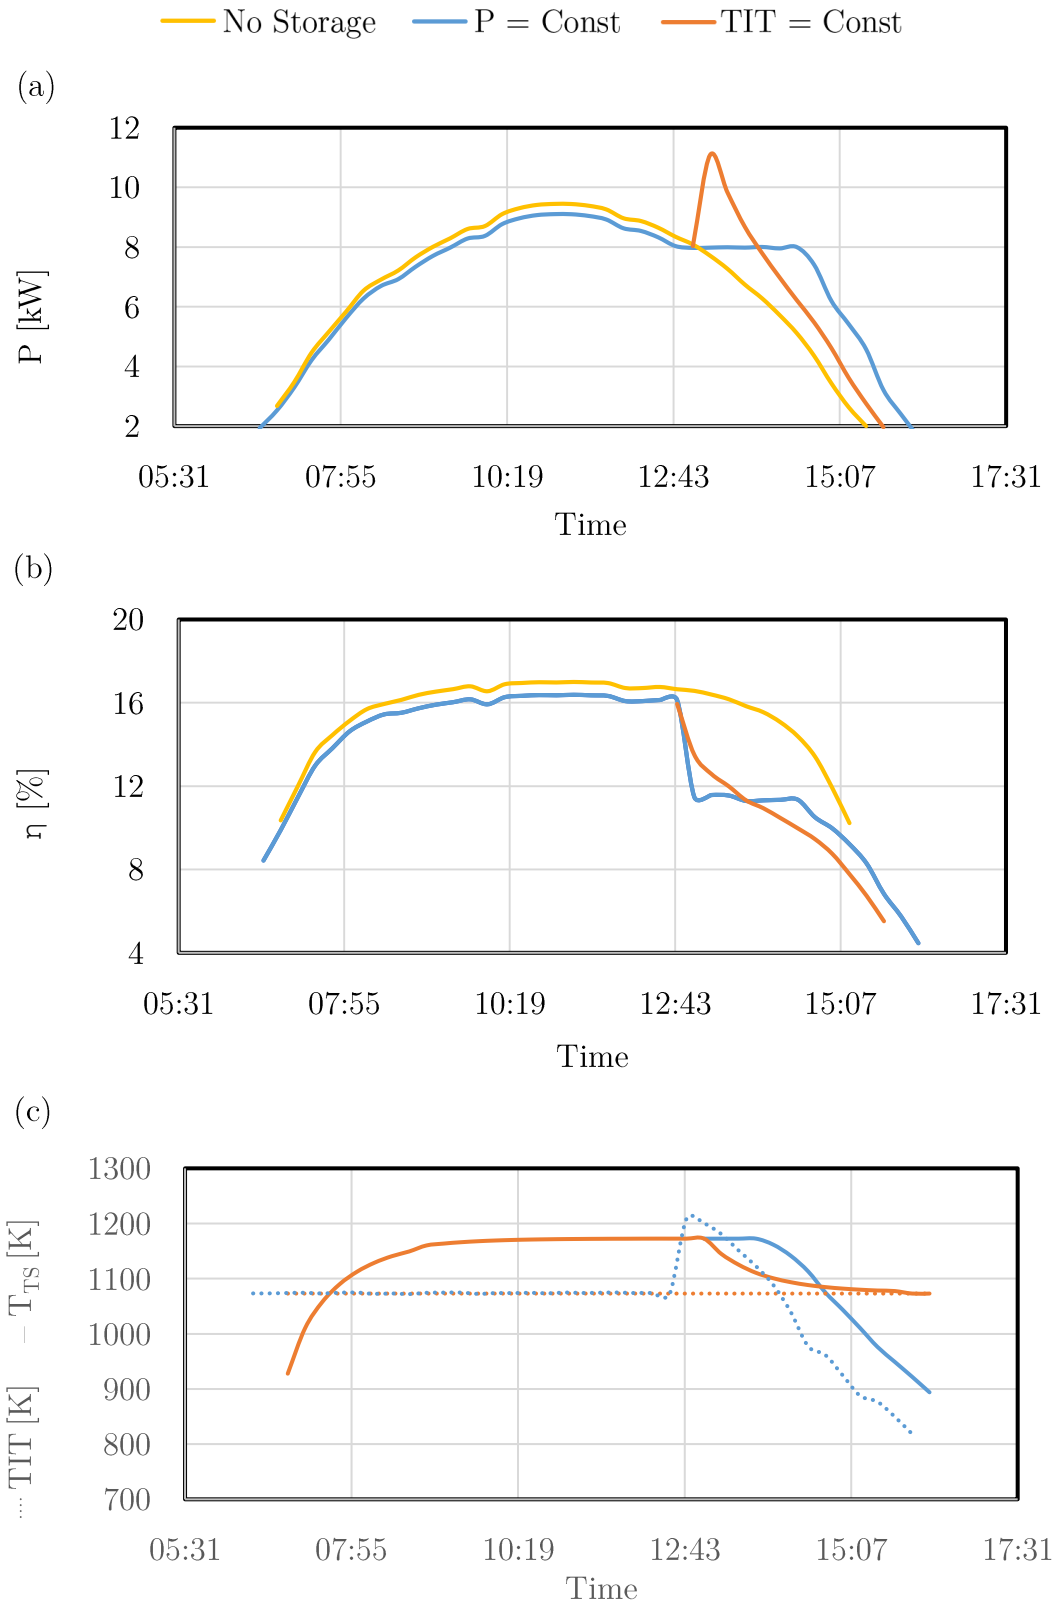 No Storage P = Const TIT = Const
(a)
12
10
8
6
4
2
P [kW]
05:31 07:55 10:19 12:43 15:07 17:31
Time
(b)
20
16
12
8
4
η [%]
05:31 07:55 10:19 12:43 15:07 17:31
Time
(c)
1300
1200
1100
1000
900
800
700
.... TIT [K] – T_TS [K]
05:31 07:55 10:19 12:43 15:07 17:31
Time